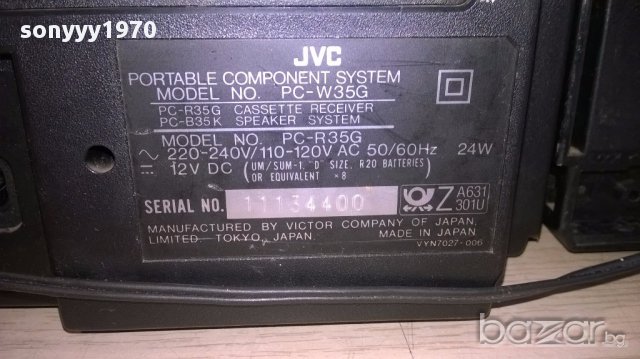 sonyyy1970
JVC
PORTABLE COMPONENT SYSTEM
MODEL NO. PC-W35G
PC-R35G CASSETTE RECEIVER
PC-B35K SPEAKER SYSTEM
MODEL NO. PC-R35G
220-240V/110-120V AC 50/60Hz 24W
12V DC (UM/SUM-1, "D" SIZE, R20 BATTERIES
OR EQUIVALENT ×8)
SERIAL NO. 11134400
Z A631
301U
MANUFACTURED BY VICTOR COMPANY OF JAPAN,
LIMITED. TOKYO, JAPAN
MADE IN JAPAN
VYN7027-006
bazar.bg